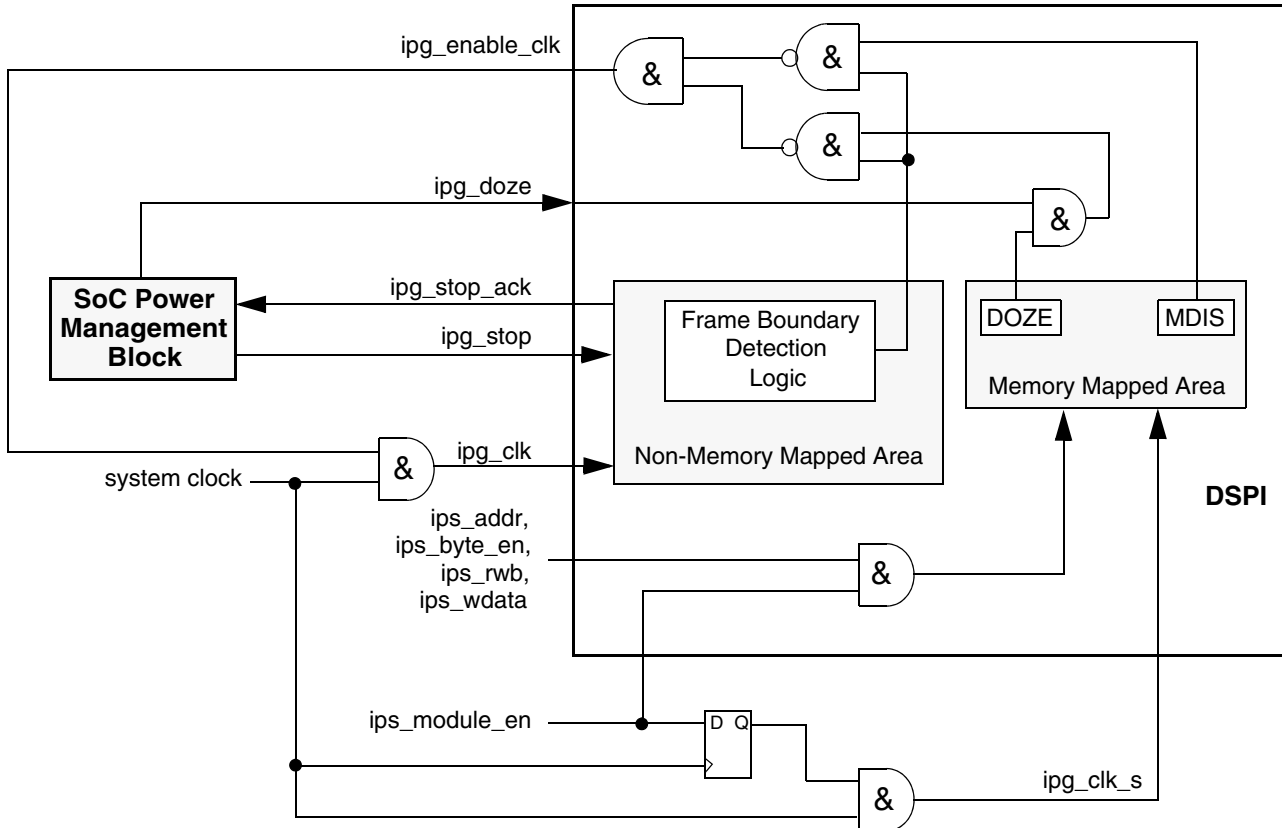 ipg_enable_clk
&
&
&
ipg_doze
&
SoC Power
Management
Block
ipg_stop_ack
ipg_stop
Frame Boundary
Detection
Logic
DOZE
MDIS
Memory Mapped Area
Non-Memory Mapped Area
&
ipg_clk
system clock
DSPI
ips_addr,
ips_byte_en,
ips_rwb,
ips_wdata
&
ips_module_en
D Q
&
ipg_clk_s